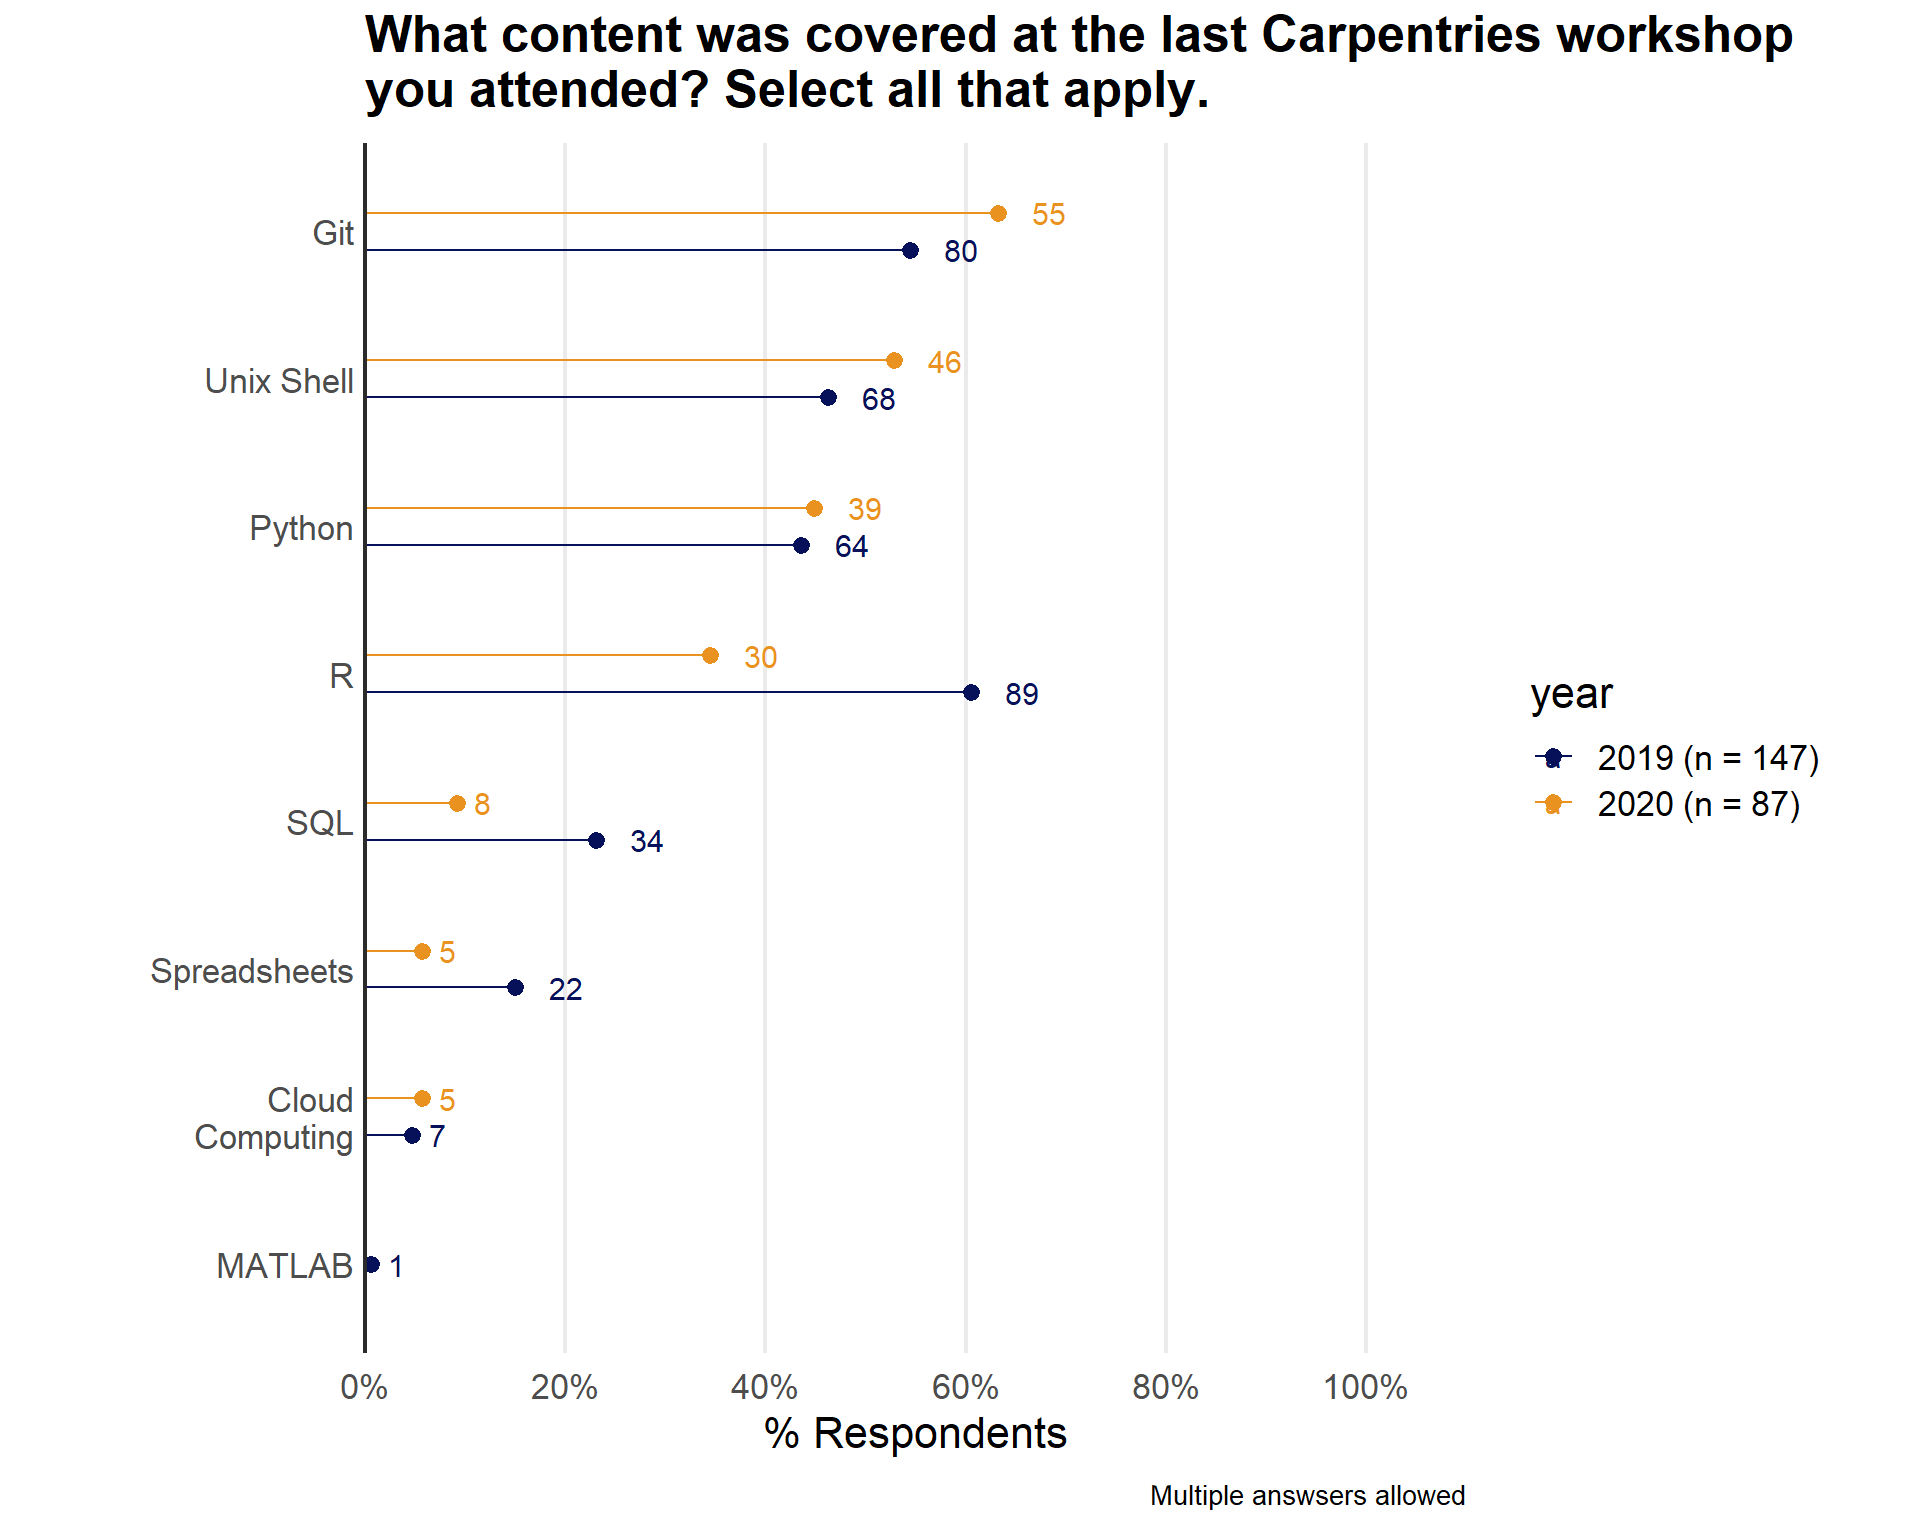 What content was covered at the last Carpentries workshop
you attended? Select all that apply.
Git
55
80
Unix Shell
46
68
Python
39
64
R
30
89
SQL
8
34
Spreadsheets
5
22
Cloud
Computing
5
7
MATLAB
1
year
2019 (n = 147)
2020 (n = 87)
0%
20%
40%
60%
80%
100%
% Respondents
Multiple answsers allowed